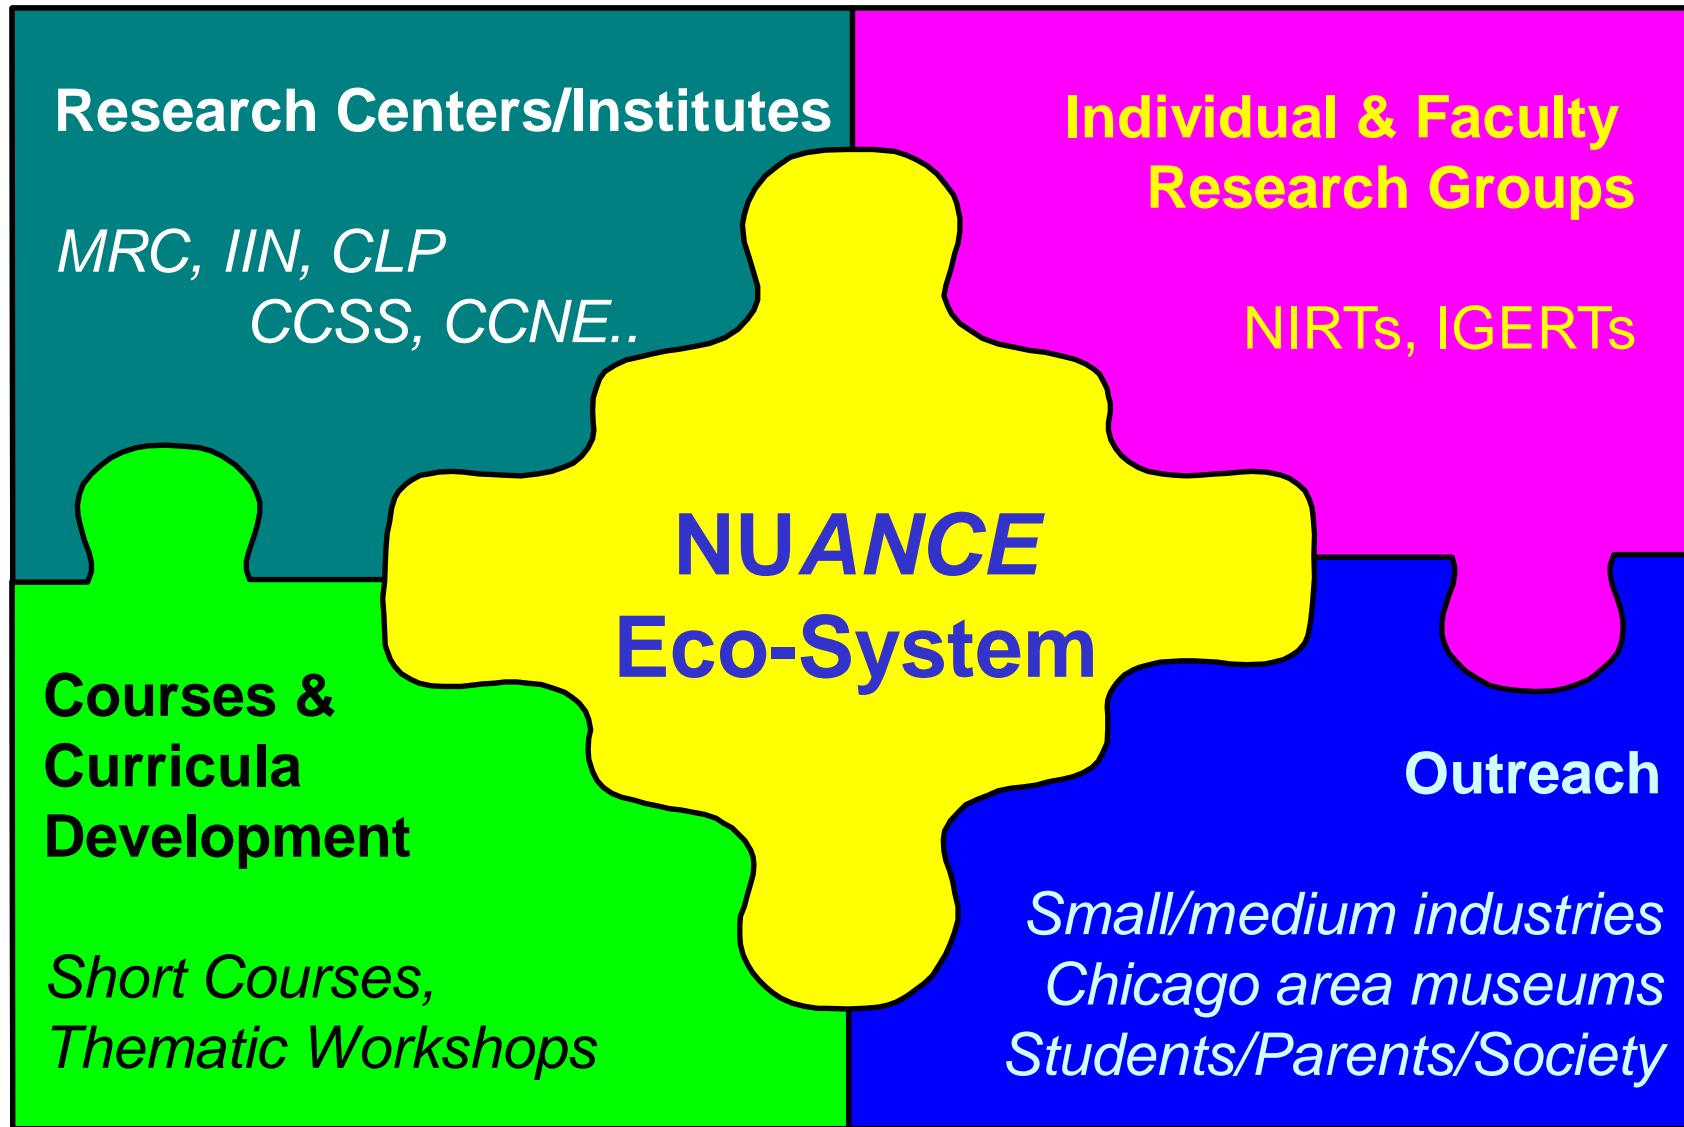 Research Centers/Institutes
MRC, IIN, CLP
CCSS, CCNE..
Individual & Faculty
Research Groups
NIRTs, IGERTs
NUANCE
Eco-System
Courses &
Curricula
Development
Short Courses,
Thematic Workshops
Outreach
Small/medium industries
Chicago area museums
Students/Parents/Society